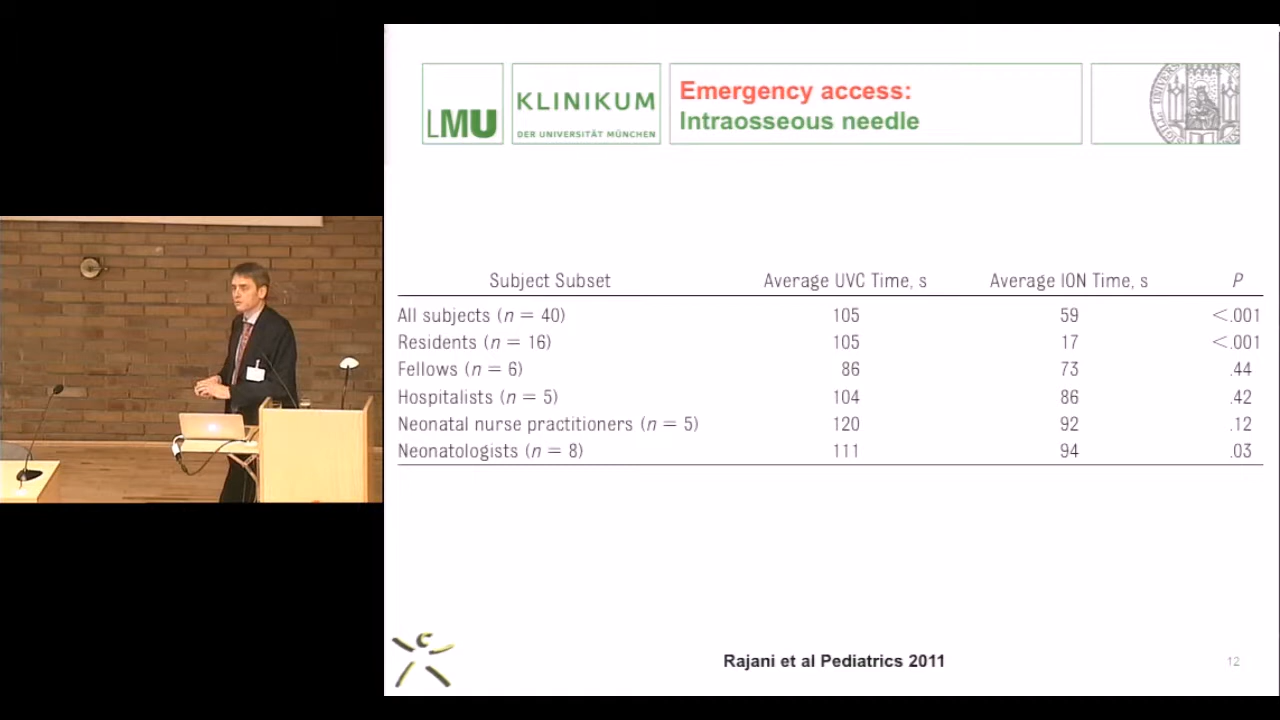 LMU
KLINIKUM
DER UNIVERSITÄT MÜNCHEN
Emergency access:
Intraosseous needle
Subject Subset Average UVC Time, s Average ION Time, s P
All subjects (n = 40) 105 59 <.001
Residents (n = 16) 105 17 <.001
Fellows (n = 6) 86 73 .44
Hospitalists (n = 5) 104 86 .42
Neonatal nurse practitioners (n = 5) 120 92 .12
Neonatologists (n = 8) 111 94 .03
Rajani et al Pediatrics 2011
12